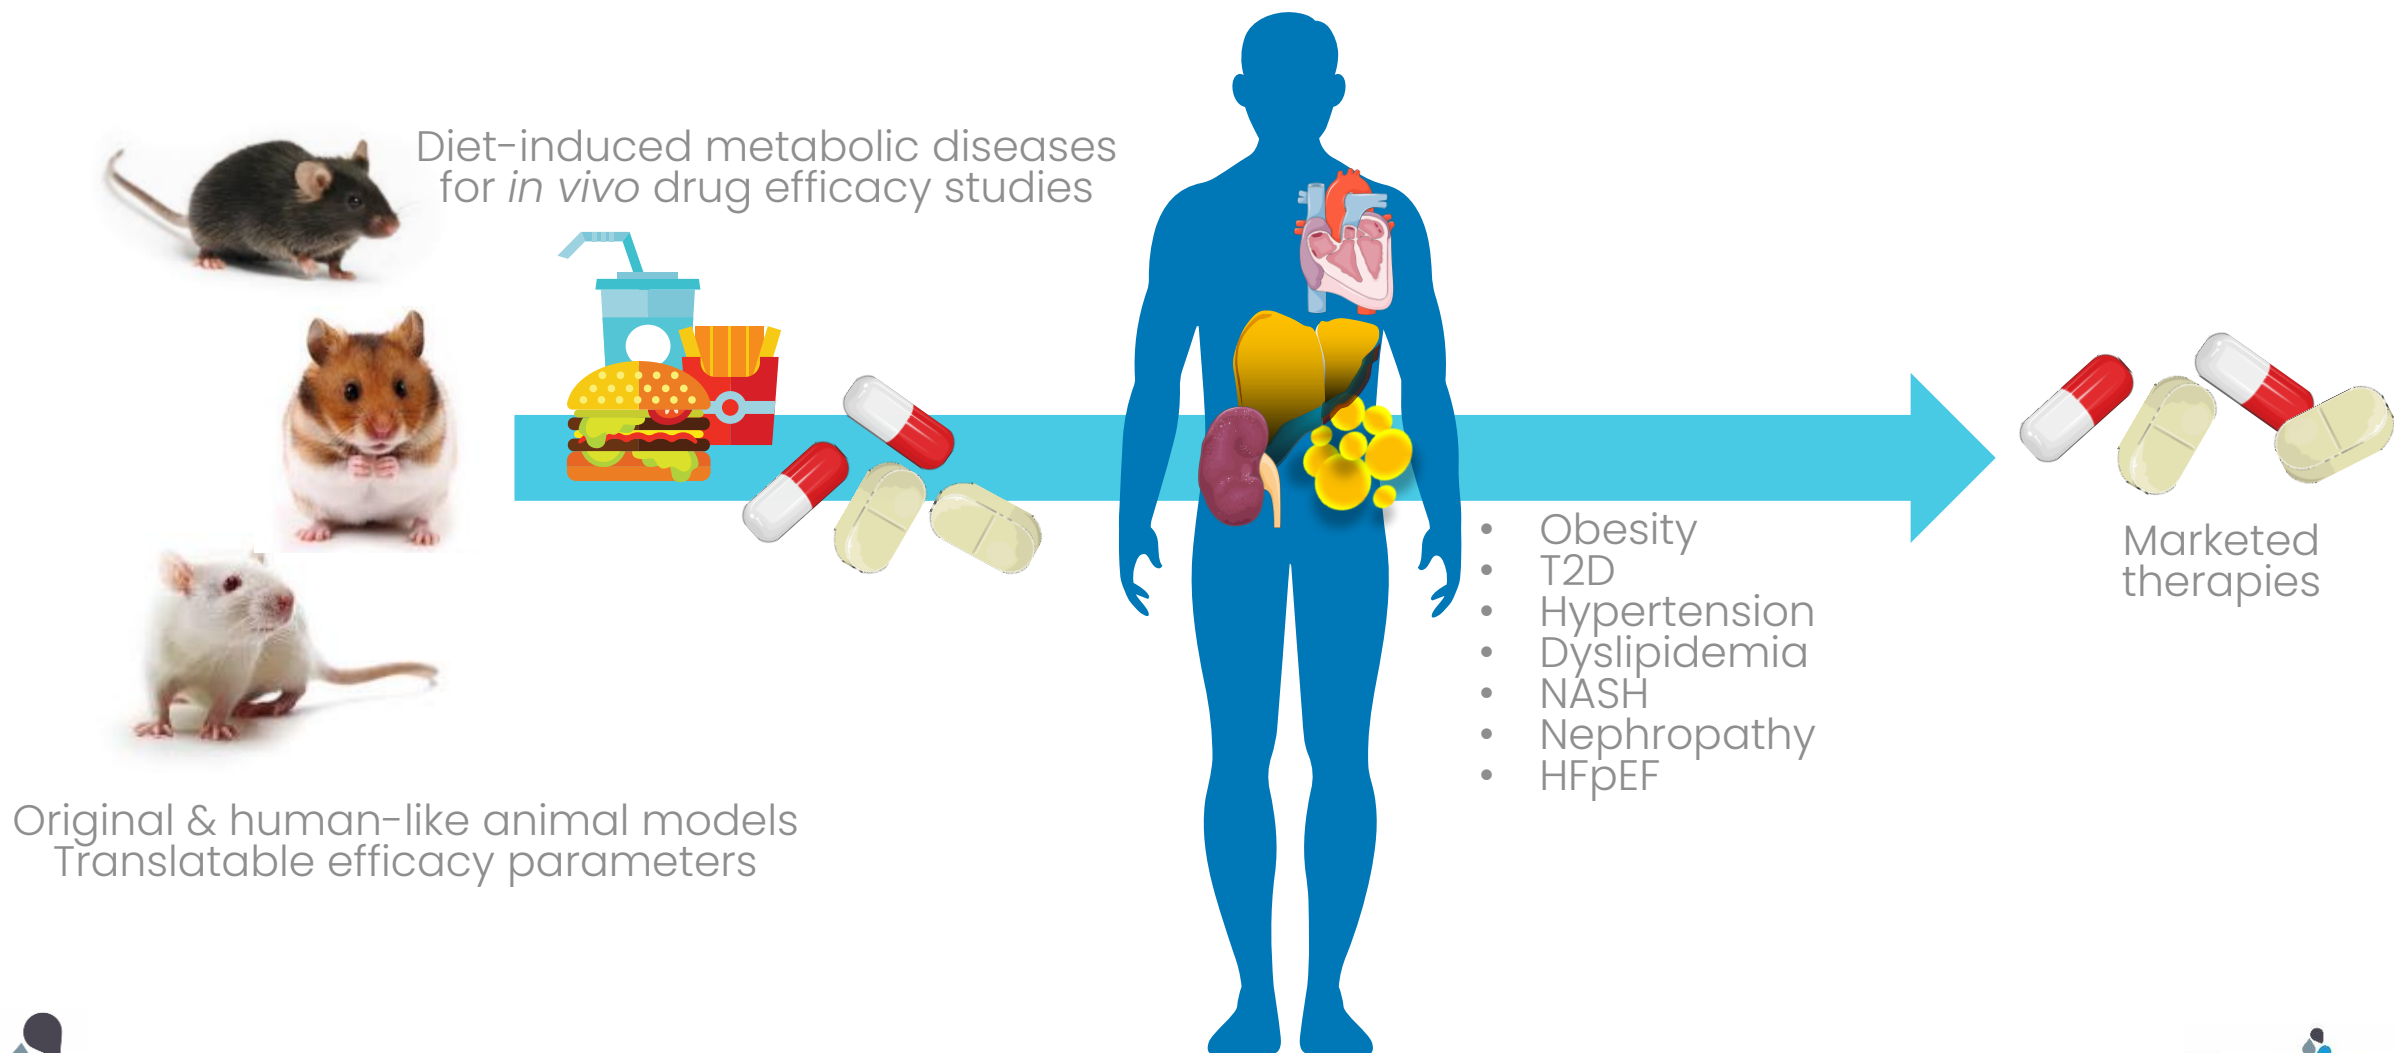 Diet-induced metabolic diseases
for in vivo drug efficacy studies
Original & human-like animal models
Translatable efficacy parameters
• Obesity
• T2D
• Hypertension
• Dyslipidemia
• NASH
• Nephropathy
• HFpEF
Marketed
therapies